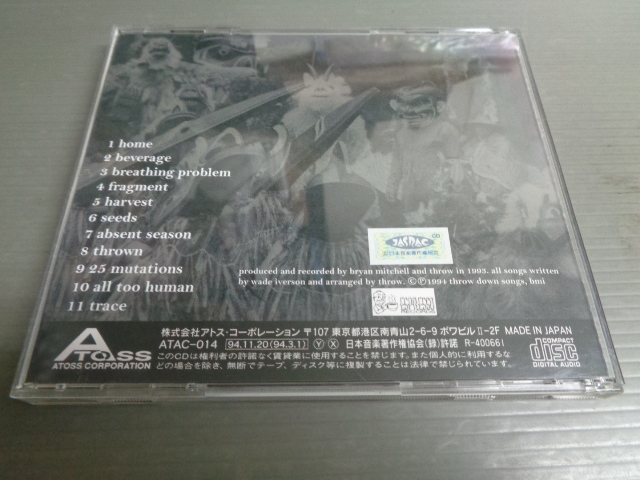 1 home
2 beverage
3 breathing problem
4 fragment
5 harvest
6 seeds
7 absent season
8 thrown
9 25 mutations
10 all too human
11 trace
JASRAC
produced and recorded by bryan mitchell and throw in 1993. all songs written
by wade iverson and arranged by throw. ©Ⓟ1994 throw down songs, bmi
ESPRESSO
ATOSS
ATOSS CORPORATION
株式会社アトス・コーポレーション 〒107 東京都港区南青山2-6-9 ボワビルⅡ-2F MADE IN JAPAN
ATAC-014 (94.11.20(94.3.1) Ⓨ Ⓧ 日本音楽著作権協会(録)許諾 R-400661
このCDは権利者の許諾なく賃貸業に使用することを禁じます。また個人的に利用するな
どの場合を除き、無断でテープ、ディスク等に複製することは法律で禁じられています。
COMPACT
disc
DIGITAL AUDIO